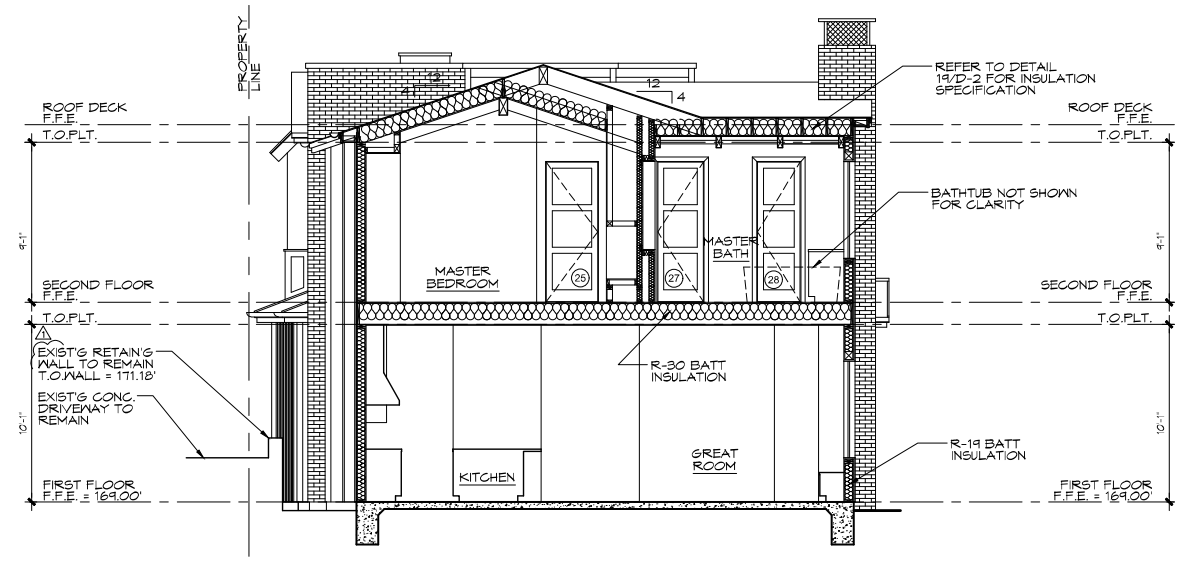 PROPERTY
LINE
12
4
12
4
REFER TO DETAIL
19/D-2 FOR INSULATION
SPECIFICATION
ROOF DECK
F.F.E.
T.O.PLT.
ROOF DECK
F.F.E.
T.O.PLT.
BATHTUB NOT SHOWN
FOR CLARITY
9'-1"
9'-1"
MASTER
BATH
MASTER
BEDROOM
25
27
28
SECOND FLOOR
F.F.E.
T.O.PLT.
SECOND FLOOR
F.F.E.
T.O.PLT.
1
EXIST'G RETAIN'G
WALL TO REMAIN
T.O.WALL = 171.18'
EXIST'G CONC.
DRIVEWAY TO
REMAIN
R-30 BATT
INSULATION
10'-1"
10'-1"
GREAT
ROOM
KITCHEN
R-19 BATT
INSULATION
FIRST FLOOR
F.F.E. = 169.00'
FIRST FLOOR
F.F.E. = 169.00'